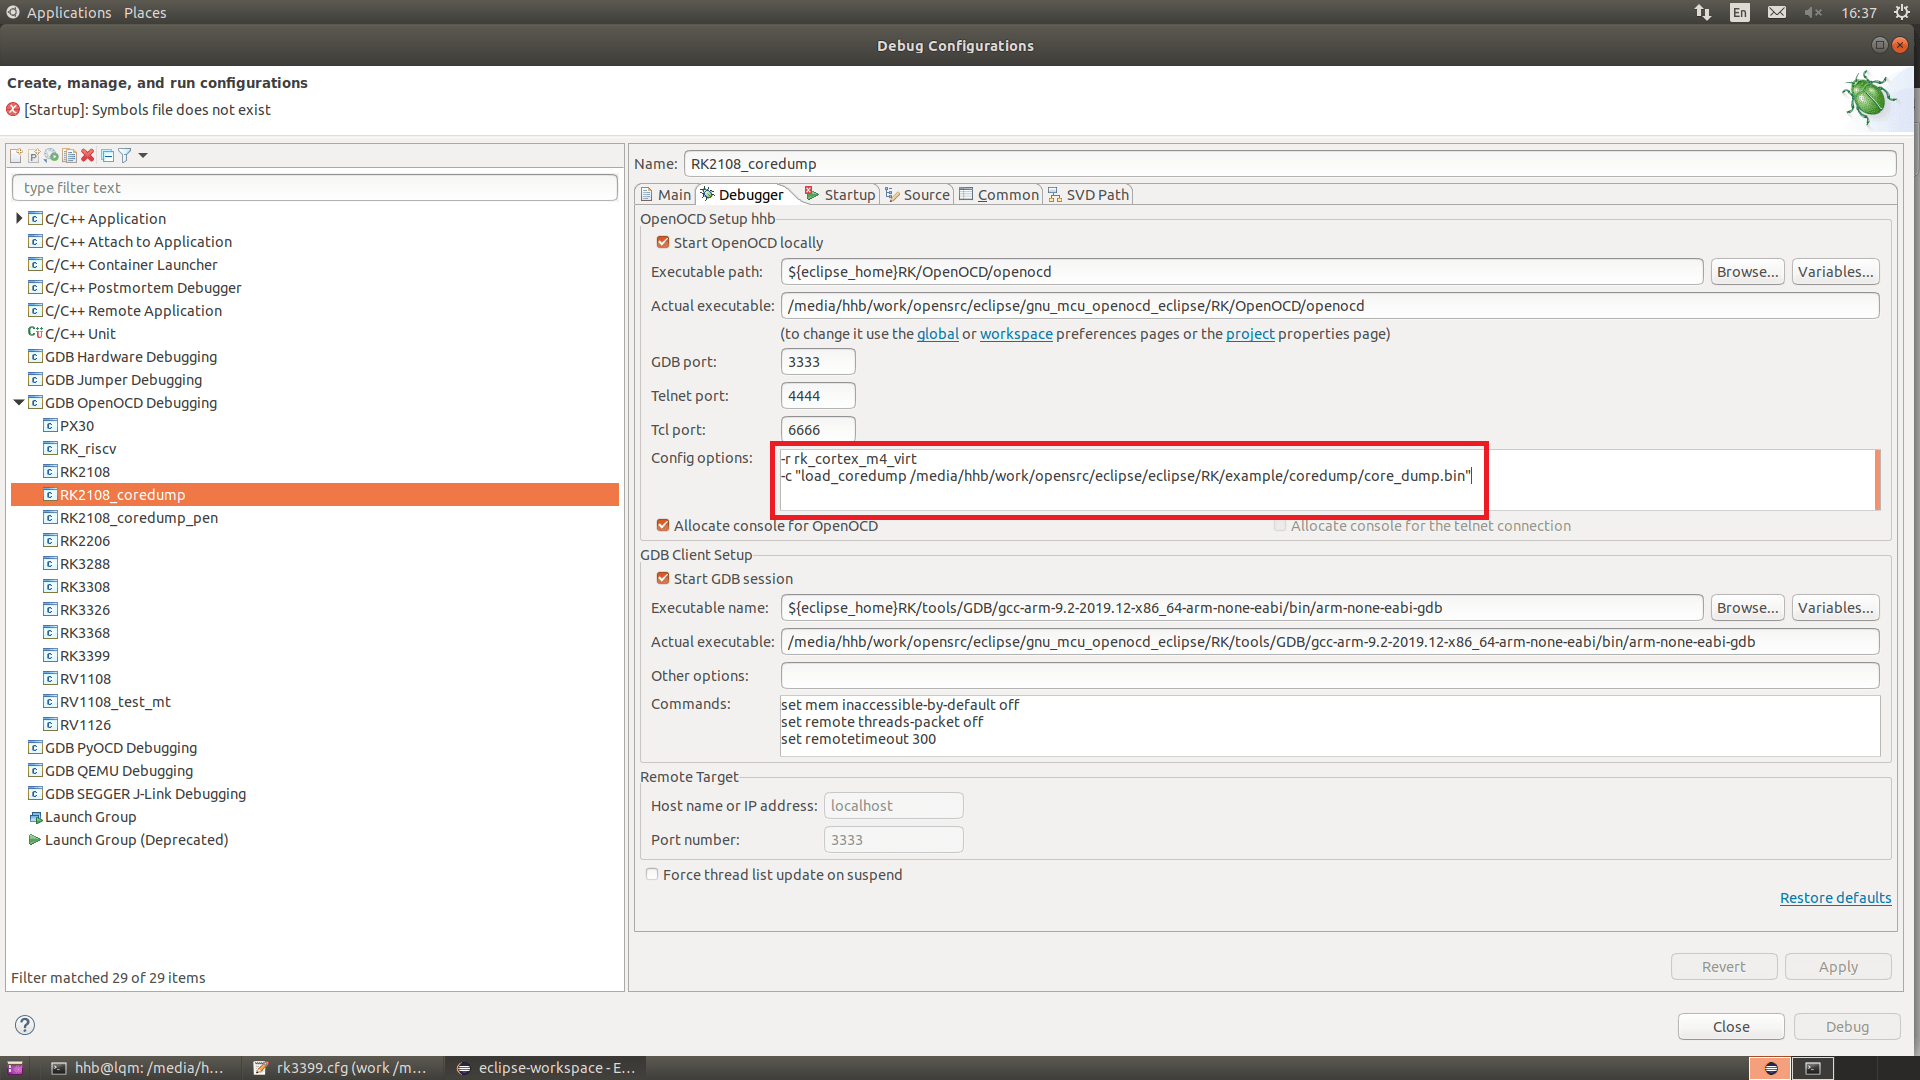 Applications Places
En 16:37
Debug Configurations
Create, manage, and run configurations
[Startup]: Symbols file does not exist
type filter text
C/C++ Application
C/C++ Attach to Application
C/C++ Container Launcher
C/C++ Postmortem Debugger
C/C++ Remote Application
C/C++ Unit
GDB Hardware Debugging
GDB Jumper Debugging
GDB OpenOCD Debugging
PX30
RK_riscv
RK2108
RK2108_coredump
RK2108_coredump_pen
RK2206
RK3288
RK3308
RK3326
RK3368
RK3399
RV1108
RV1108_test_mt
RV1126
GDB PyOCD Debugging
GDB QEMU Debugging
GDB SEGGER J-Link Debugging
Launch Group
Launch Group (Deprecated)
Filter matched 29 of 29 items
Name: RK2108_coredump
Main Debugger Startup Source Common SVD Path
OpenOCD Setup hhb
Start OpenOCD locally
Executable path: ${eclipse_home}RK/OpenOCD/openocd Browse... Variables...
Actual executable: /media/hhb/work/opensrc/eclipse/gnu_mcu_openocd_eclipse/RK/OpenOCD/openocd
(to change it use the global or workspace preferences pages or the project properties page)
GDB port: 3333
Telnet port: 4444
Tcl port: 6666
Config options: -r rk_cortex_m4_virt
-c "load_coredump /media/hhb/work/opensrc/eclipse/eclipse/RK/example/coredump/core_dump.bin"
Allocate console for OpenOCD Allocate console for the telnet connection
GDB Client Setup
Start GDB session
Executable name: ${eclipse_home}RK/tools/GDB/gcc-arm-9.2-2019.12-x86_64-arm-none-eabi/bin/arm-none-eabi-gdb Browse... Variables...
Actual executable: /media/hhb/work/opensrc/eclipse/gnu_mcu_openocd_eclipse/RK/tools/GDB/gcc-arm-9.2-2019.12-x86_64-arm-none-eabi/bin/arm-none-eabi-gdb
Other options:
Commands: set mem inaccessible-by-default off
set remote threads-packet off
set remotetimeout 300
Remote Target
Host name or IP address: localhost
Port number: 3333
Force thread list update on suspend
Restore defaults
Revert Apply
Close Debug
hhb@lqm: /media/h... rk3399.cfg (work /m... eclipse-workspace - E...